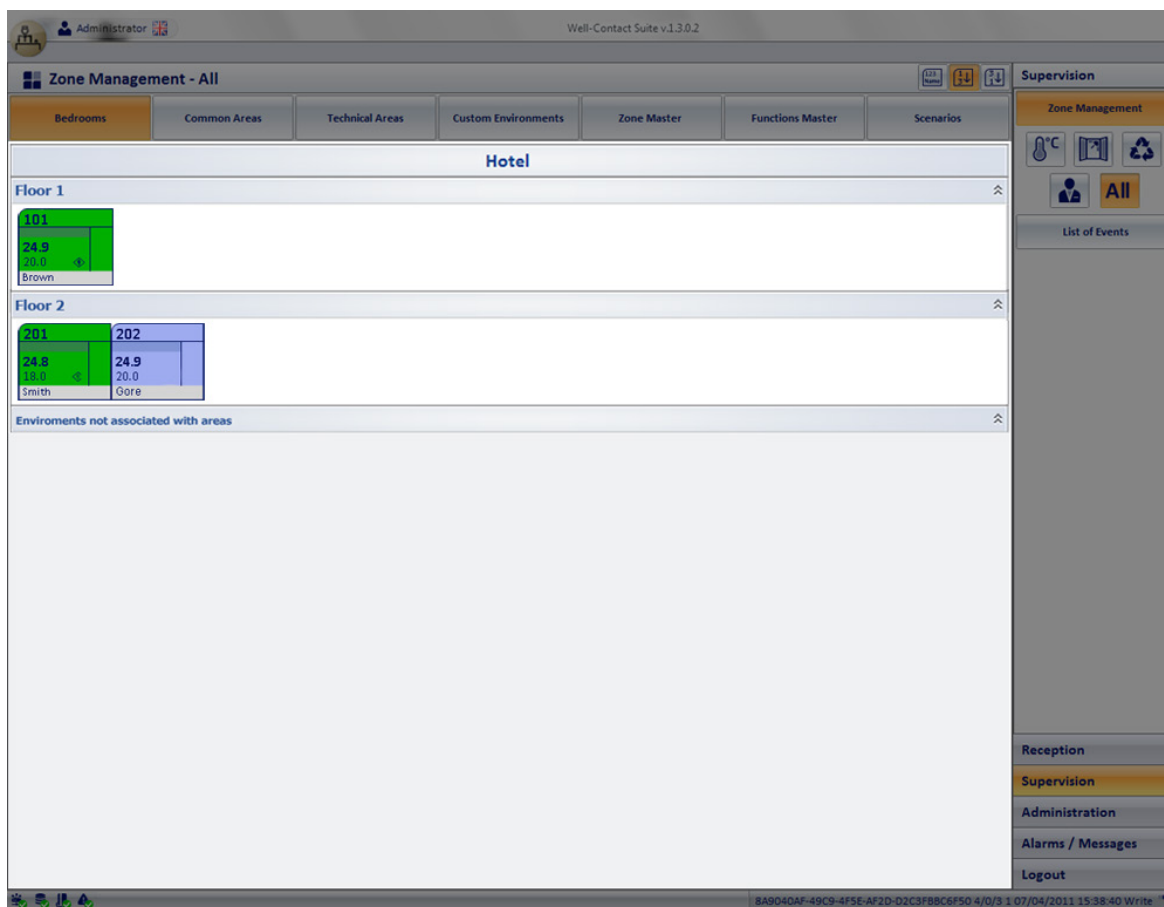 Administrator
Well-Contact Suite v.1.3.0.2
Zone Management - All
123 Name
Bedrooms
Common Areas
Technical Areas
Custom Environments
Zone Master
Functions Master
Scenarios
Hotel
Floor 1
101
24.9
20.0
Brown
Floor 2
201
24.8
18.0
Smith
202
24.9
20.0
Gore
Enviroments not associated with areas
Supervision
Zone Management
°C
All
List of Events
Reception
Supervision
Administration
Alarms / Messages
Logout
8A9040AF-49C9-4F5E-AF2D-D2C3FBBC6F50 4/0/3 1 07/04/2011 15:38:40 Write